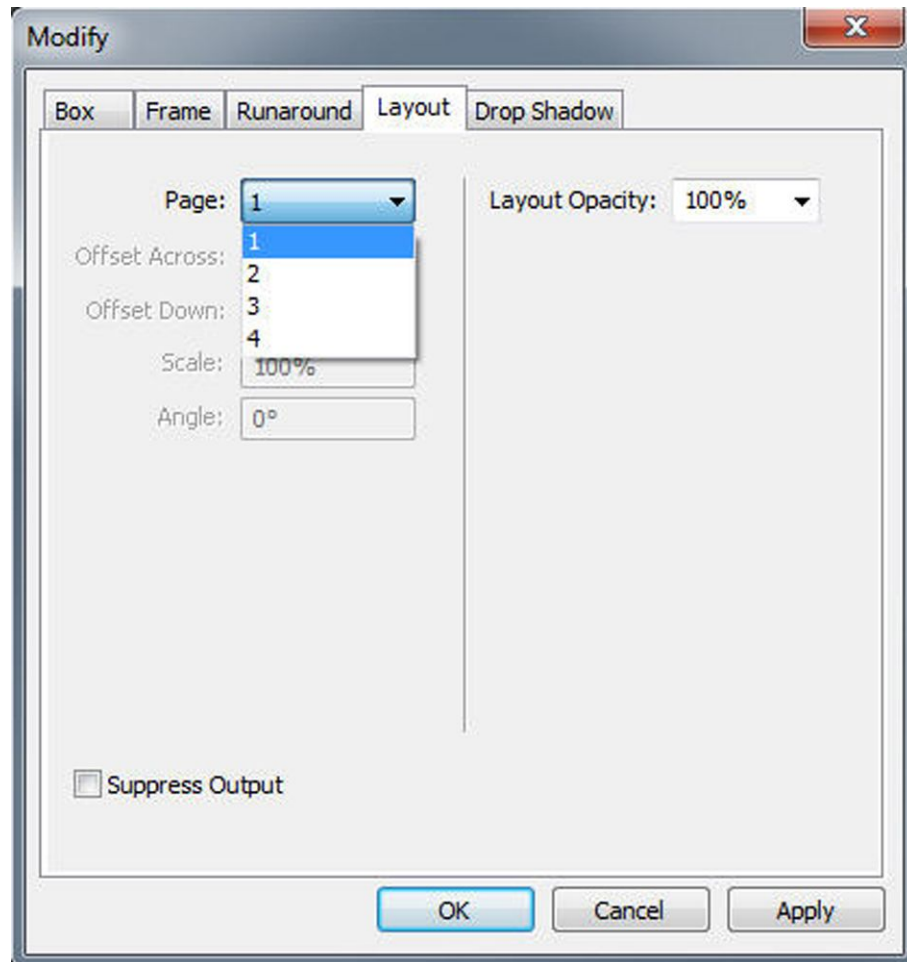 Modify
Box Frame Runaround Layout Drop Shadow
Page: 1 Layout Opacity: 100%
1
Offset Across:
2
Offset Down: 3
4
Scale: 100%
Angle: 0°
Suppress Output
OK Cancel Apply